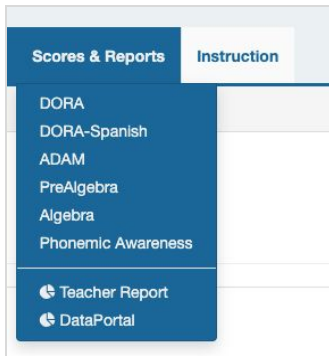 Scores & Reports Instruction
DORA
DORA-Spanish
ADAM
PreAlgebra
Algebra
Phonemic Awareness
Teacher Report
DataPortal